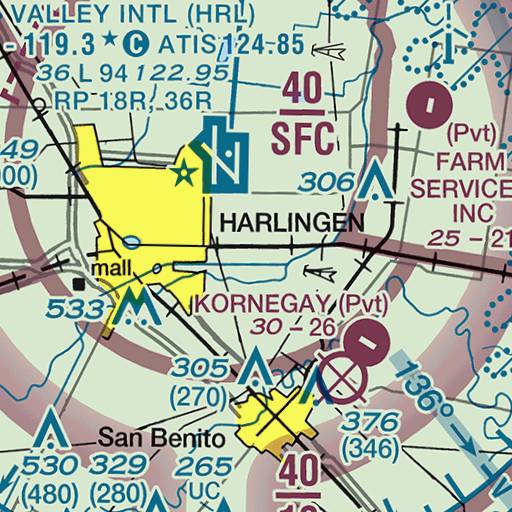 VALLEY INTL (HRL)
- 119.3 * C ATIS 124.85
36 L 94 122.95
RP 18R, 36R
40
SFC
(Pvt)
FARM
SERVICE
INC
25 - 21
49
00)
306
HARLINGEN
mall
533
KORNEGAY (Pvt)
30 - 26
305
(270)
136°
376
(346)
San Benito
530
(480)
329
(280)
265
UC
40